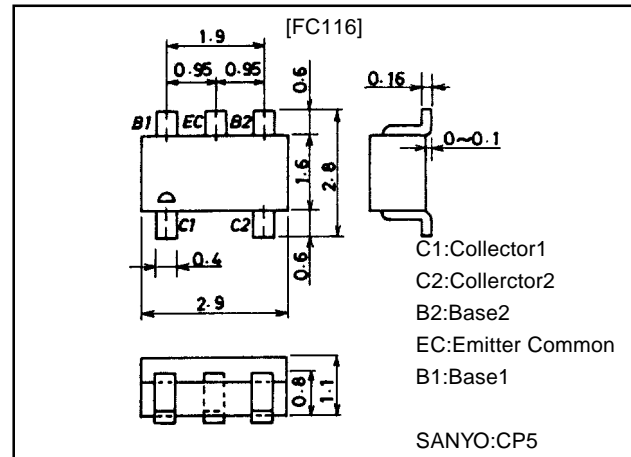 [FC116]
1.9
0.95 0.95
0.6
0.16
B1 EC B2
0~0.1
1.6
2.8
C1 C2
0.6
0.4
2.9
C1:Collector1
C2:Collerctor2
B2:Base2
EC:Emitter Common
B1:Base1
0.8
1.1
SANYO:CP5